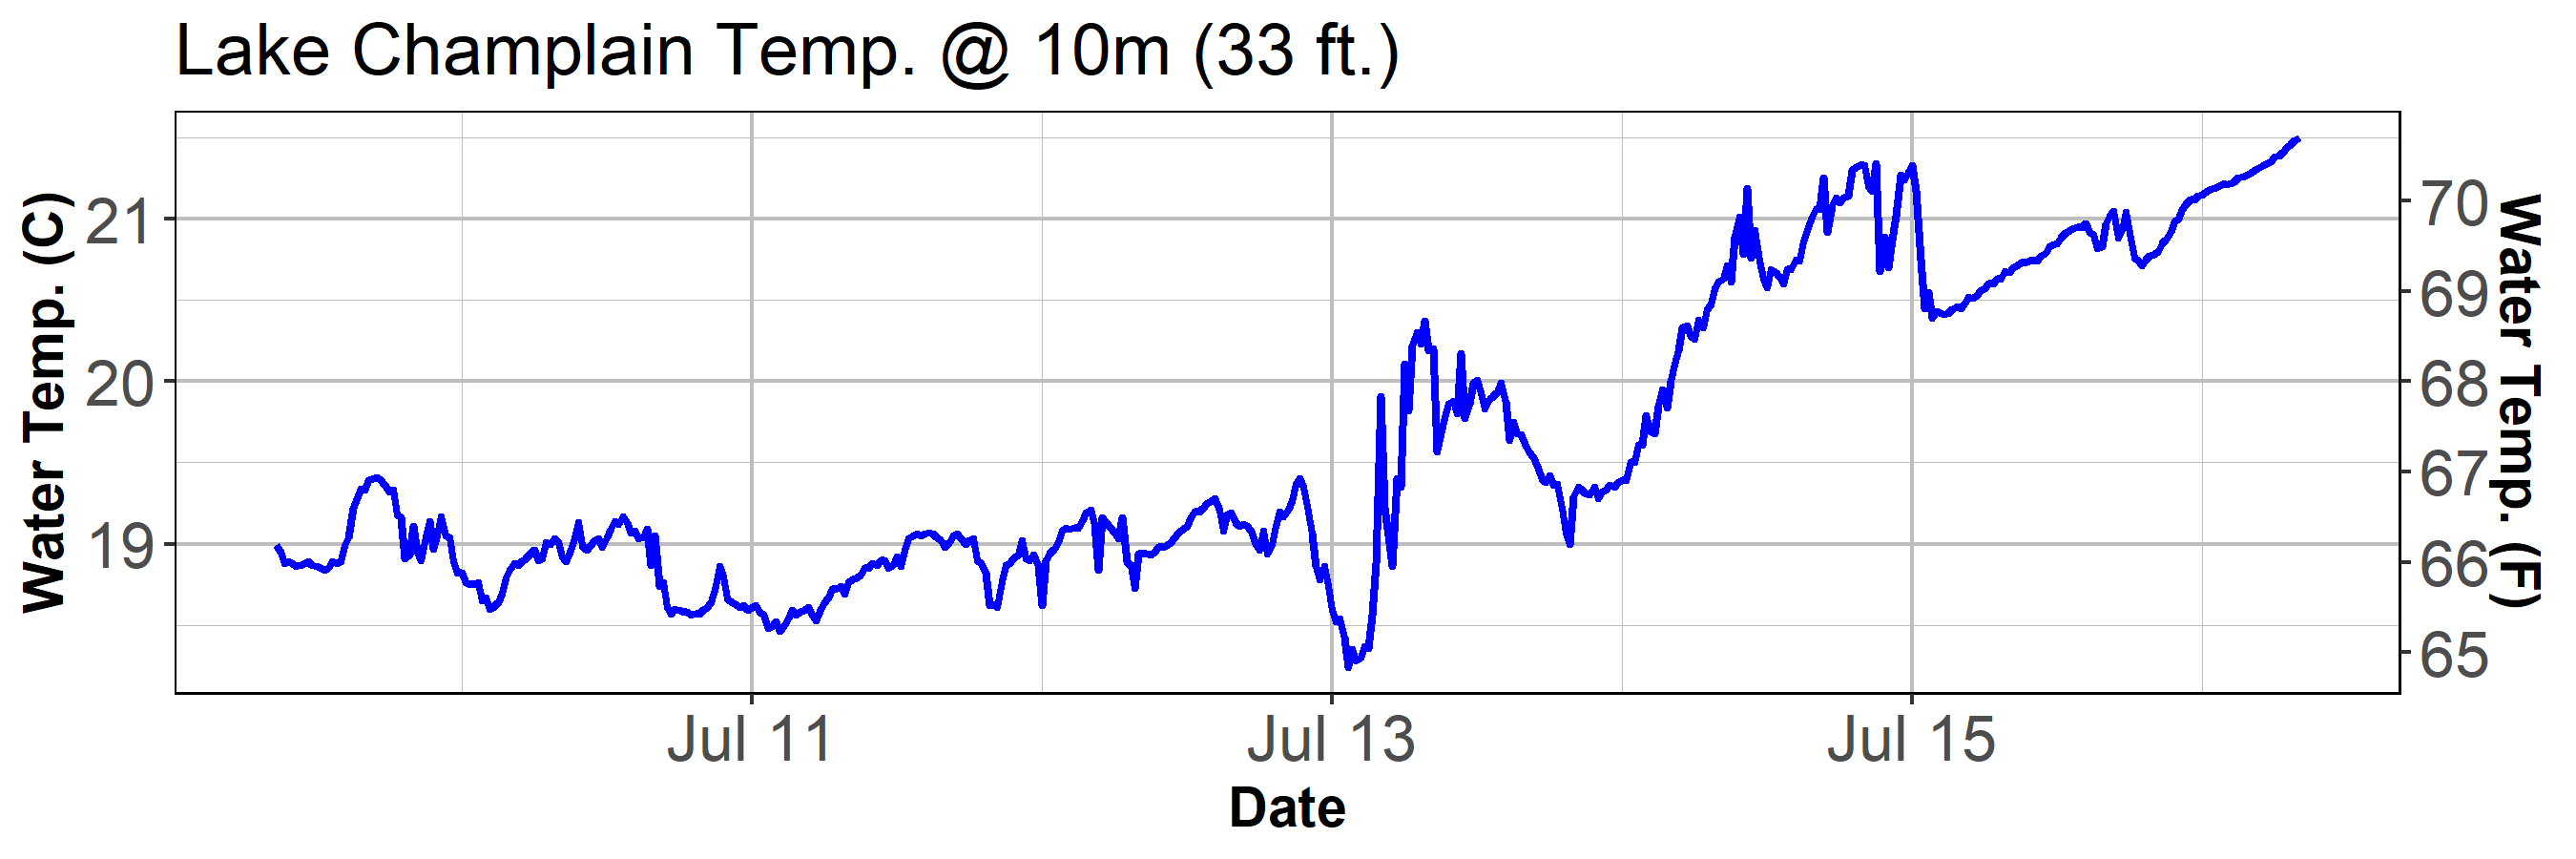 Lake Champlain Temp. @ 10m (33 ft.)
Water Temp. (C)
21
20
19
70
69
68
67
66
65
Water Temp. (F)
Jul 11
Jul 13
Jul 15
Date